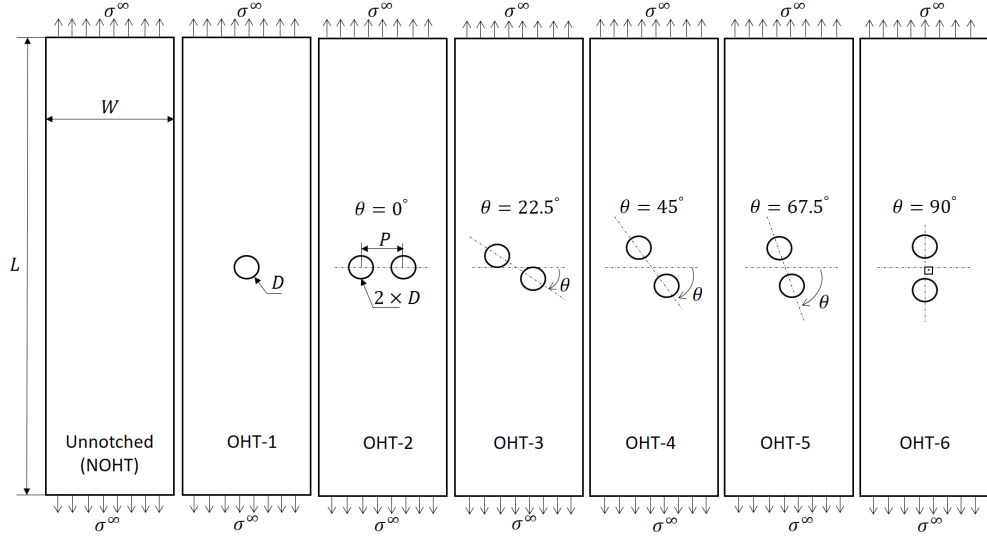 σ^∞ σ^∞ σ^∞ σ^∞ σ^∞ σ^∞ σ^∞
W
θ = 0° θ = 22.5° θ = 45° θ = 67.5° θ = 90°
P
L
D 2 × D θ θ θ
Unnotched
(NOHT)
OHT-1 OHT-2 OHT-3 OHT-4 OHT-5 OHT-6
σ^∞ σ^∞ σ^∞ σ^∞ σ^∞ σ^∞ σ^∞